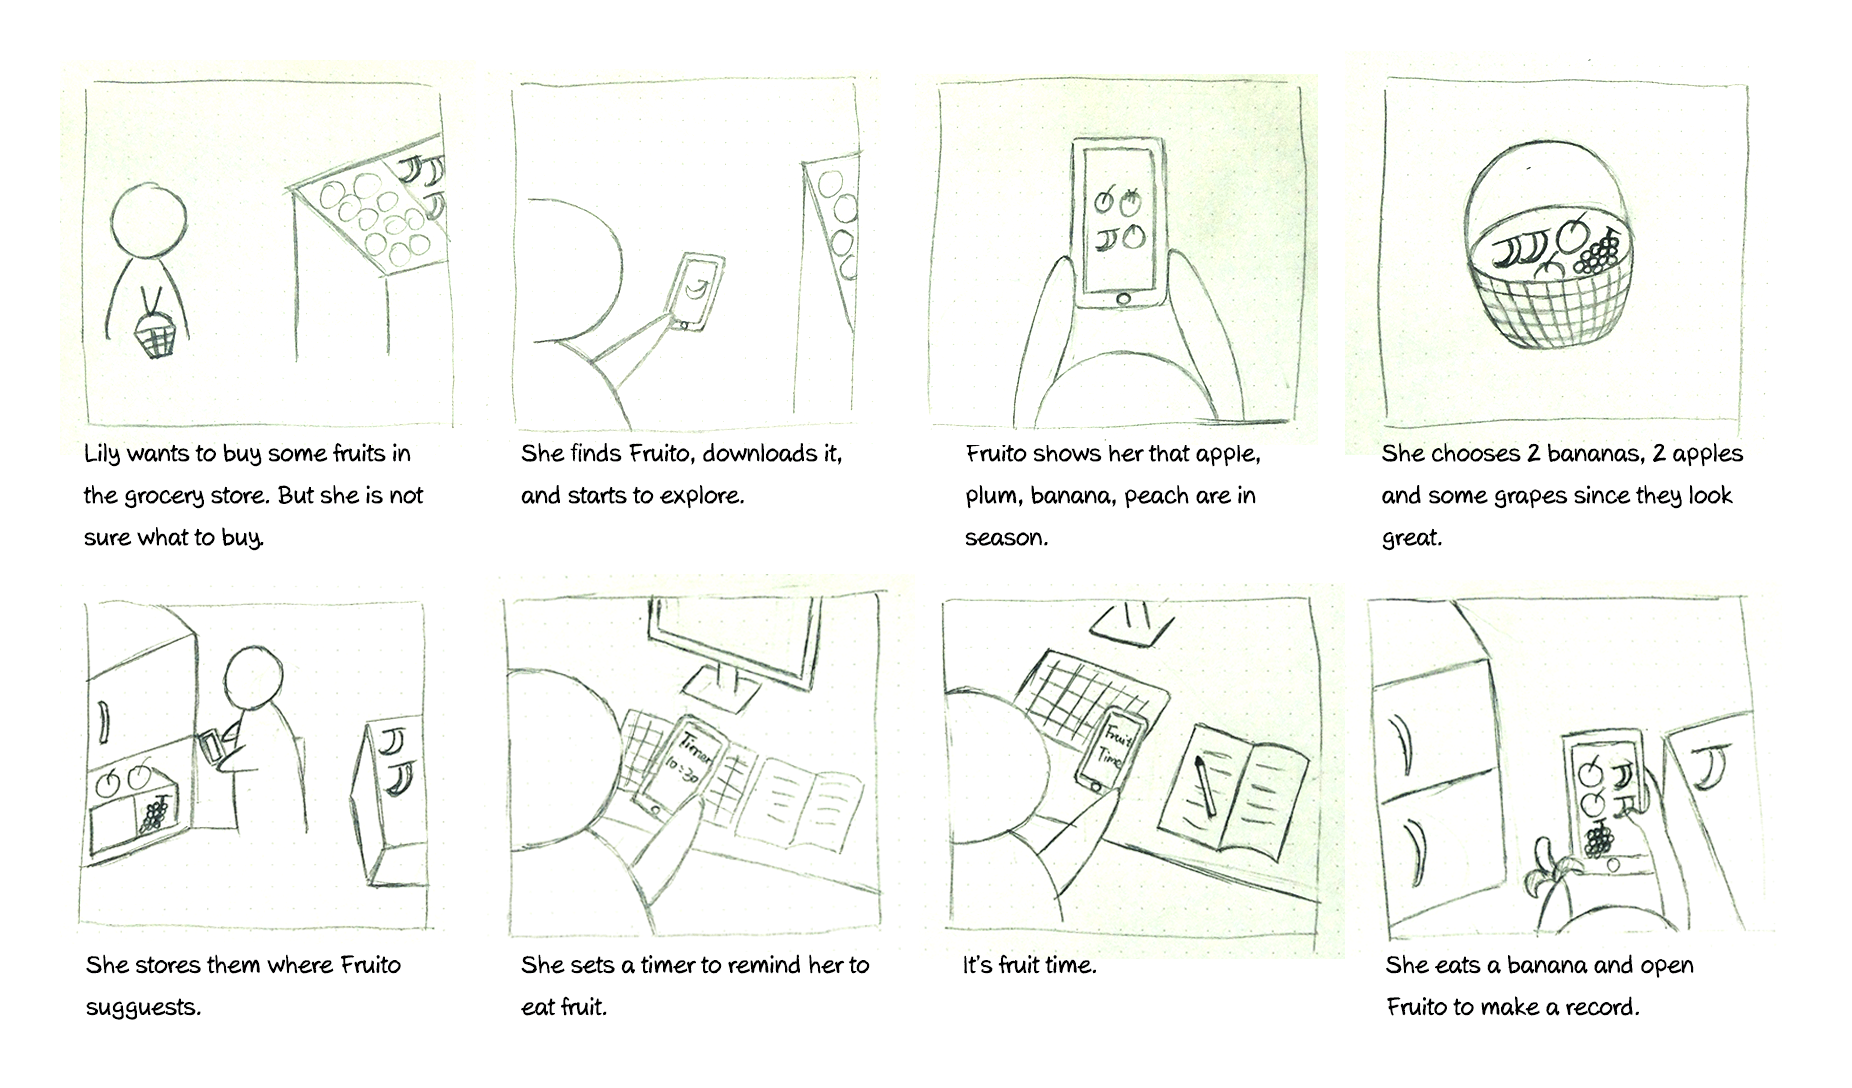 Lily wants to buy some fruits in
the grocery store. But she is not
sure what to buy.
She finds Fruito, downloads it,
and starts to explore.
Fruito shows her that apple,
plum, banana, peach are in
season.
She chooses 2 bananas, 2 apples
and some grapes since they look
great.
She stores them where Fruito
sugguests.
Timer
10:30
She sets a timer to remind her to
eat fruit.
Fruit
Time
It's fruit time.
She eats a banana and open
Fruito to make a record.